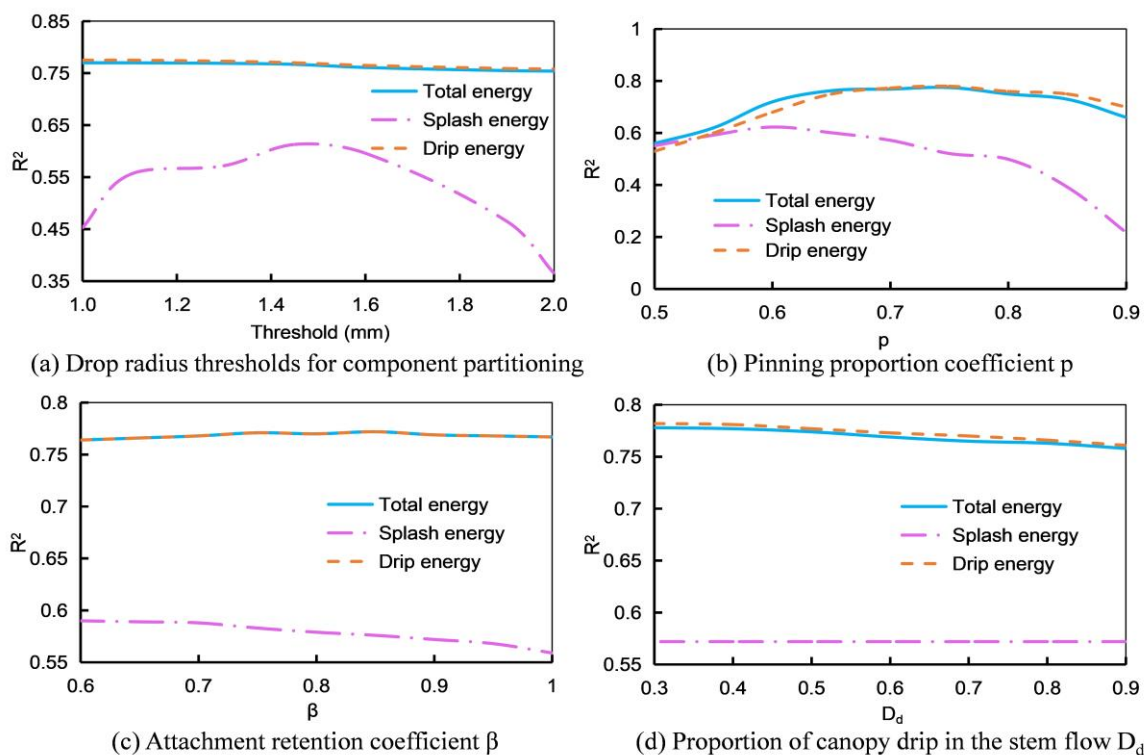 0.85
0.75
0.65
0.55
0.45
0.35
R²
Total energy
Splash energy
Drip energy
1.0 1.2 1.4 1.6 1.8 2.0
Threshold (mm)
(a) Drop radius thresholds for component partitioning
1
0.8
0.6
0.4
0.2
0
R²
Total energy
Splash energy
Drip energy
0.5 0.6 0.7 0.8 0.9
p
(b) Pinning proportion coefficient p
0.8
0.75
0.7
0.65
0.6
0.55
R²
Total energy
Splash energy
Drip energy
0.6 0.7 0.8 0.9 1
β
(c) Attachment retention coefficient β
0.8
0.75
0.7
0.65
0.6
0.55
R²
Total energy
Splash energy
Drip energy
0.3 0.4 0.5 0.6 0.7 0.8 0.9
D_d
(d) Proportion of canopy drip in the stem flow D_d